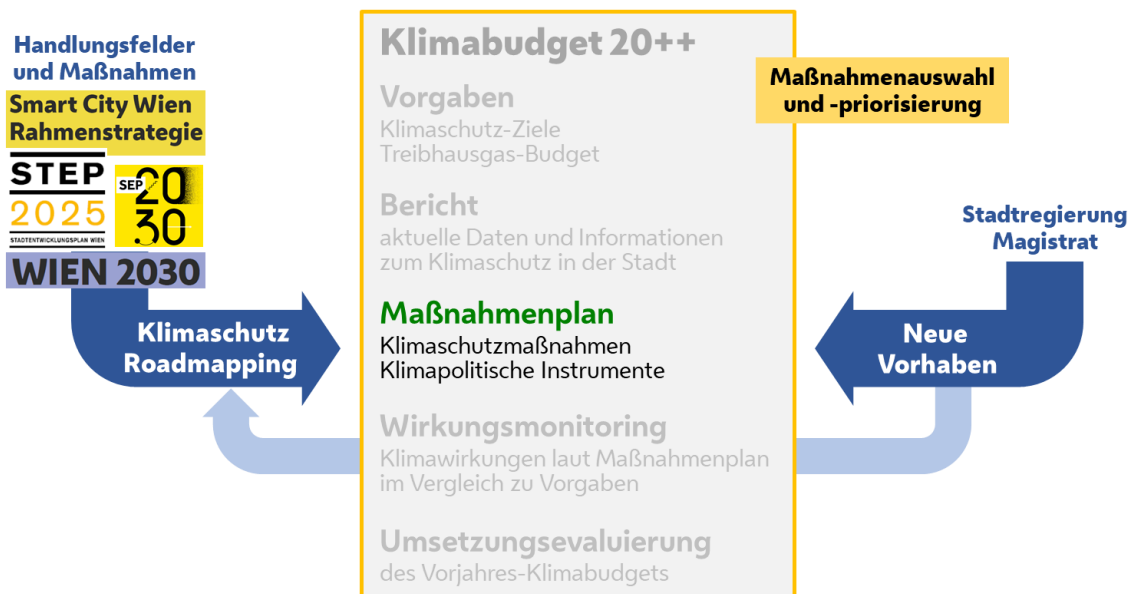 Handlungsfelder
und Maßnahmen
Smart City Wien
Rahmenstrategie
STEP
2025
STADTENTWICKLUNGSPLAN WIEN
SEP
20
30
WIEN 2030
Klimaschutz
Roadmapping
Klimabudget 20++
Vorgaben
Klimaschutz-Ziele
Treibhausgas-Budget
Bericht
aktuelle Daten und Informationen
zum Klimaschutz in der Stadt
Maßnahmenplan
Klimaschutzmaßnahmen
Klimapolitische Instrumente
Wirkungsmonitoring
Klimawirkungen laut Maßnahmenplan
im Vergleich zu Vorgaben
Umsetzungsevaluierung
des Vorjahres-Klimabudgets
Maßnahmenauswahl
und -priorisierung
Stadtregierung
Magistrat
Neue
Vorhaben